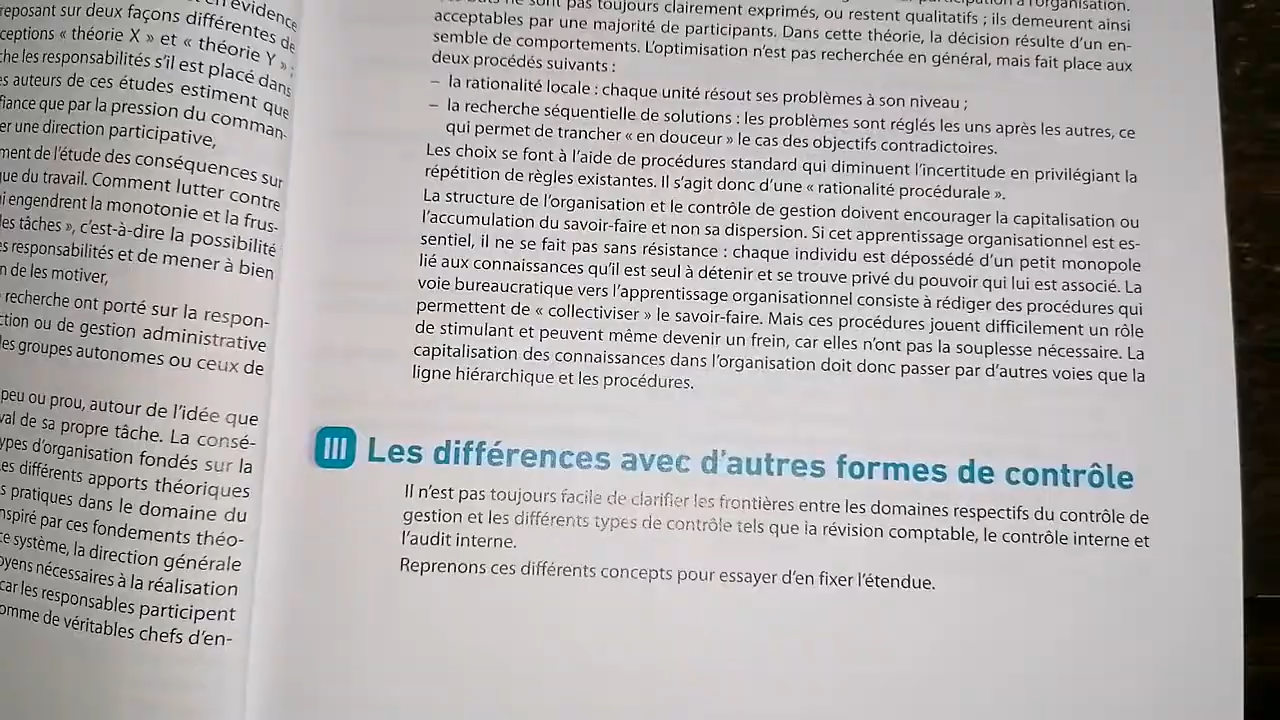 évidence
reposant sur deux façons différentes de
ceptions « théorie X » et « théorie Y » ;
che les responsabilités s'il est placé dans
es auteurs de ces études estiment que
fiance que par la pression du comman-
er une direction participative,
ment de l'étude des conséquences sur
que du travail. Comment lutter contre
i engendrent la monotonie et la frus-
les tâches », c'est-à-dire la possibilité
es responsabilités et de mener à bien
n de les motiver,
recherche ont porté sur la respon-
ction ou de gestion administrative
les groupes autonomes ou ceux de
peu ou prou, autour de l'idée que
val de sa propre tâche. La consé-
ypes d'organisation fondés sur la
es différents apports théoriques
s pratiques dans le domaine du
nspiré par ces fondements théo-
ce système, la direction générale
oyens nécessaires à la réalisation
car les responsables participent
omme de véritables chefs d'en-
à l'organisation.
ne sont pas toujours clairement exprimés, ou restent qualitatifs ; ils demeurent ainsi
acceptables par une majorité de participants. Dans cette théorie, la décision résulte d'un en-
semble de comportements. L'optimisation n'est pas recherchée en général, mais fait place aux
deux procédés suivants :
– la rationalité locale : chaque unité résout ses problèmes à son niveau ;
– la recherche séquentielle de solutions : les problèmes sont réglés les uns après les autres, ce
qui permet de trancher « en douceur » le cas des objectifs contradictoires.
Les choix se font à l'aide de procédures standard qui diminuent l'incertitude en privilégiant la
répétition de règles existantes. Il s'agit donc d'une « rationalité procédurale ».
La structure de l'organisation et le contrôle de gestion doivent encourager la capitalisation ou
l'accumulation du savoir-faire et non sa dispersion. Si cet apprentissage organisationnel est es-
sentiel, il ne se fait pas sans résistance : chaque individu est dépossédé d'un petit monopole
lié aux connaissances qu'il est seul à détenir et se trouve privé du pouvoir qui lui est associé. La
voie bureaucratique vers l'apprentissage organisationnel consiste à rédiger des procédures qui
permettent de « collectiviser » le savoir-faire. Mais ces procédures jouent difficilement un rôle
de stimulant et peuvent même devenir un frein, car elles n'ont pas la souplesse nécessaire. La
capitalisation des connaissances dans l'organisation doit donc passer par d'autres voies que la
ligne hiérarchique et les procédures.
III Les différences avec d'autres formes de contrôle
Il n'est pas toujours facile de clarifier les frontières entre les domaines respectifs du contrôle de
gestion et les différents types de contrôle tels que la révision comptable, le contrôle interne et
l'audit interne.
Reprenons ces différents concepts pour essayer d'en fixer l'étendue.